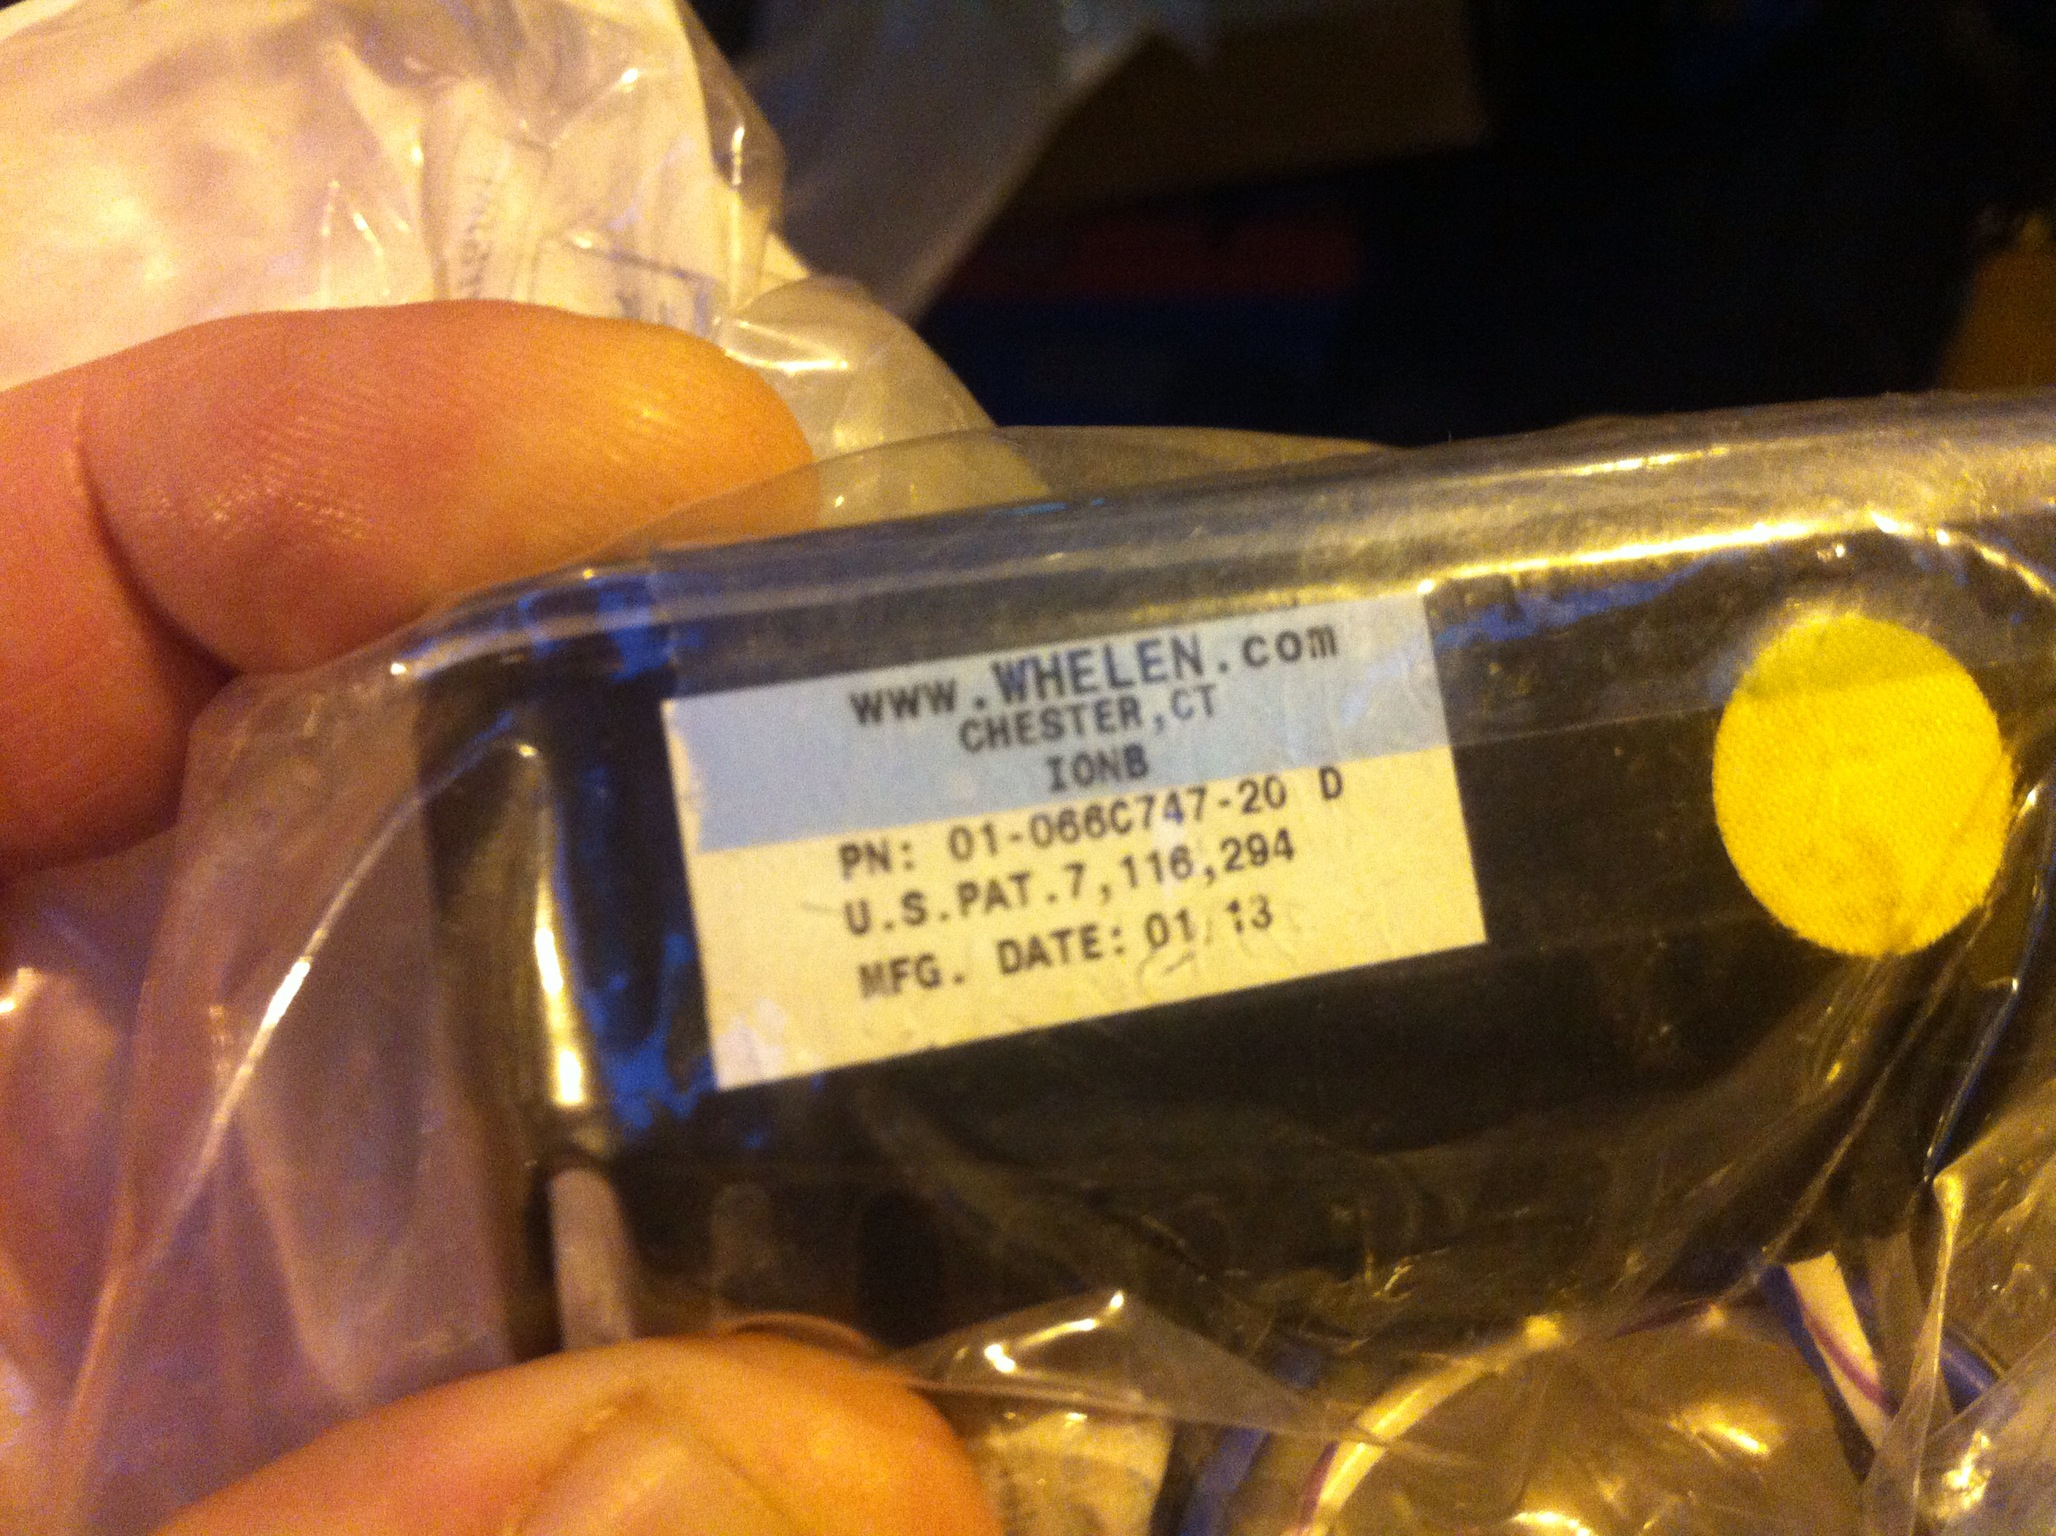 www.WHELEN.com
CHESTER,CT
IONB
PN: 01-066C747-20 D
U.S.PAT.7,116,294
MFG. DATE: 01/13